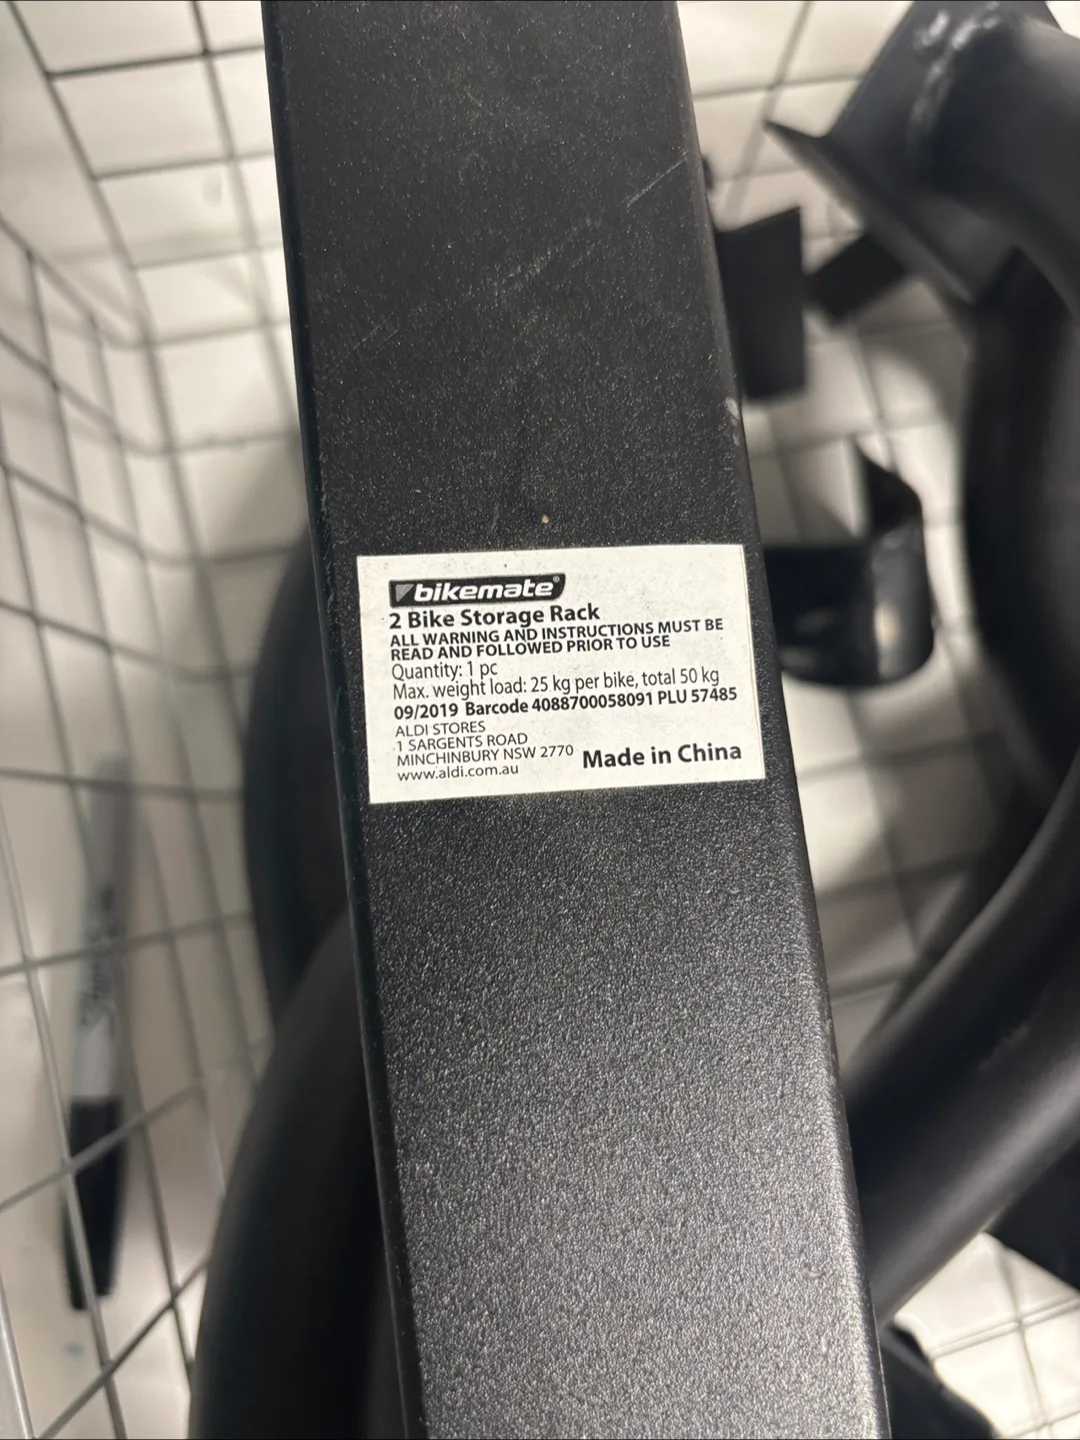 bikemate®
2 Bike Storage Rack
ALL WARNING AND INSTRUCTIONS MUST BE
READ AND FOLLOWED PRIOR TO USE
Quantity: 1 pc
Max. weight load: 25 kg per bike, total 50 kg
09/2019 Barcode 4088700058091 PLU 57485
ALDI STORES
1 SARGENTS ROAD
MINCHINBURY NSW 2770
www.aldi.com.au
Made in China